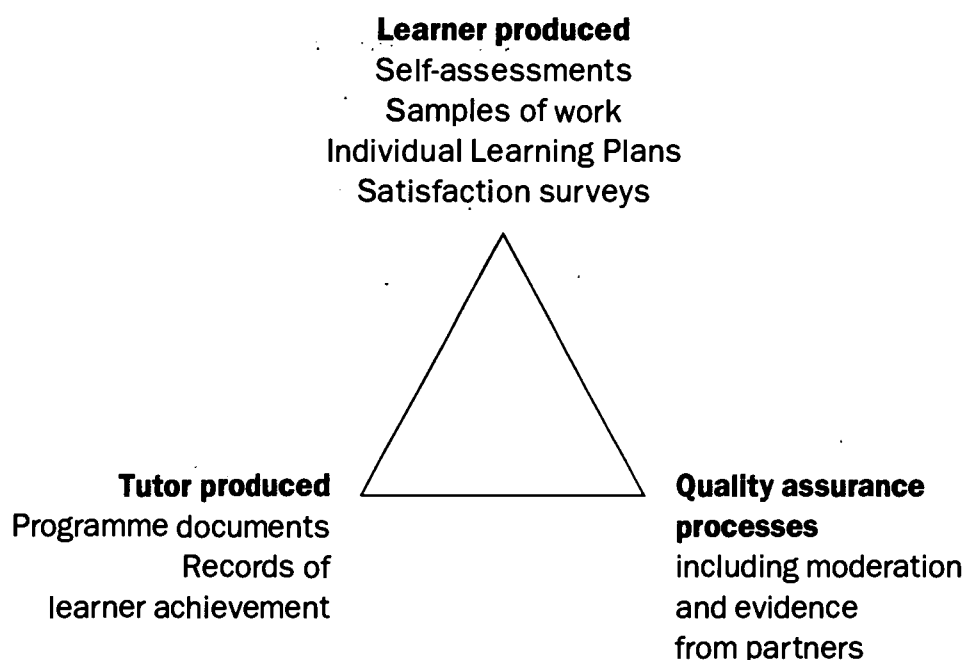 Learner produced
Self-assessments
Samples of work
Individual Learning Plans
Satisfaction surveys
Tutor produced
Programme documents
Records of
learner achievement
Quality assurance
processes
including moderation
and evidence
from partners